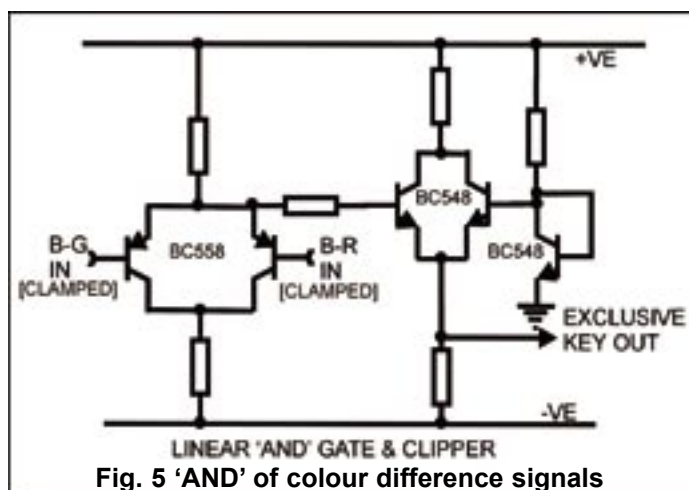 +VE
BC548
BC548
B-G
IN
[CLAMPED]
BC558
B-R
IN
[CLAMPED]
EXCLUSIVE
KEY OUT
-VE
LINEAR 'AND' GATE & CLIPPER
Fig. 5 ‘AND’ of colour difference signals